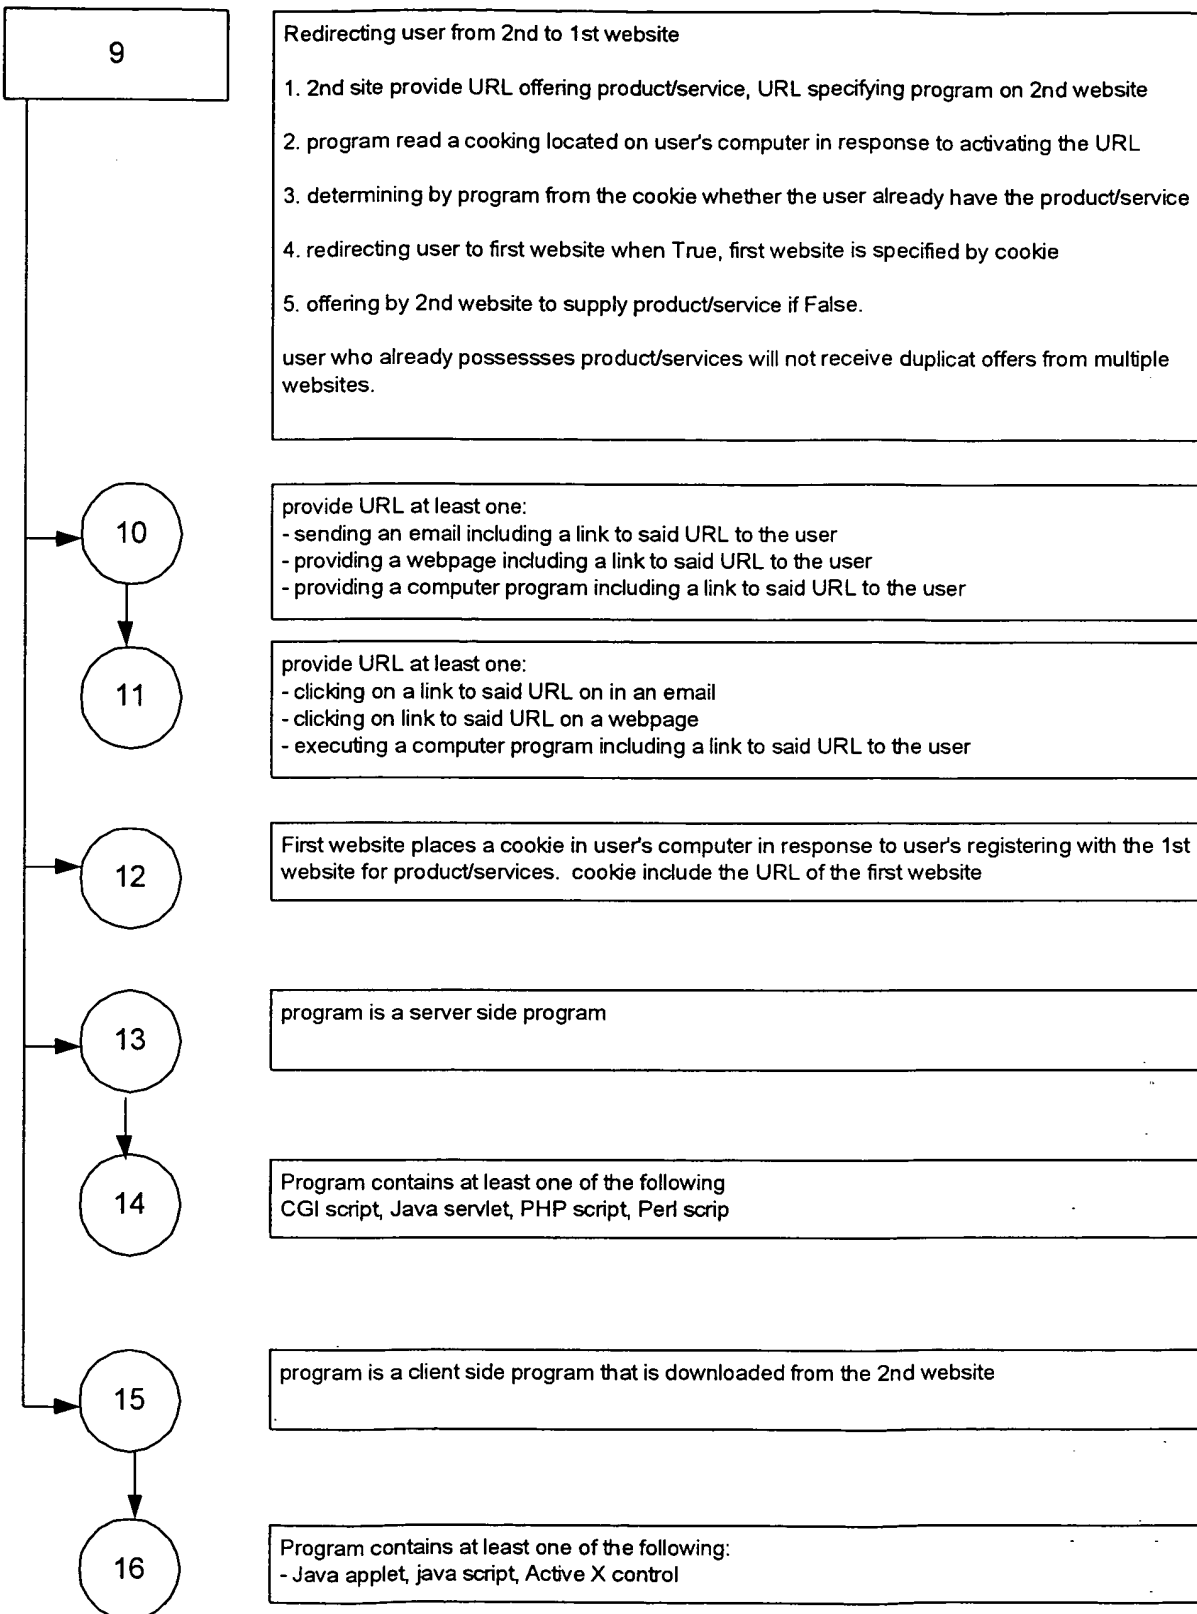 9
Redirecting user from 2nd to 1st website
1. 2nd site provide URL offering product/service, URL specifying program on 2nd website
2. program read a cooking located on user's computer in response to activating the URL
3. determining by program from the cookie whether the user already have the product/service
4. redirecting user to first website when True, first website is specified by cookie
5. offering by 2nd website to supply product/service if False.
user who already possessses product/services will not receive duplicat offers from multiple
websites.
10
provide URL at least one:
- sending an email including a link to said URL to the user
- providing a webpage including a link to said URL to the user
- providing a computer program including a link to said URL to the user
11
provide URL at least one:
- clicking on a link to said URL on in an email
- clicking on link to said URL on a webpage
- executing a computer program including a link to said URL to the user
12
First website places a cookie in user's computer in response to user's registering with the 1st
website for product/services. cookie include the URL of the first website
13
program is a server side program
14
Program contains at least one of the following
CGI script, Java servlet, PHP script, Perl scrip
15
program is a client side program that is downloaded from the 2nd website
16
Program contains at least one of the following:
- Java applet, java script, Active X control